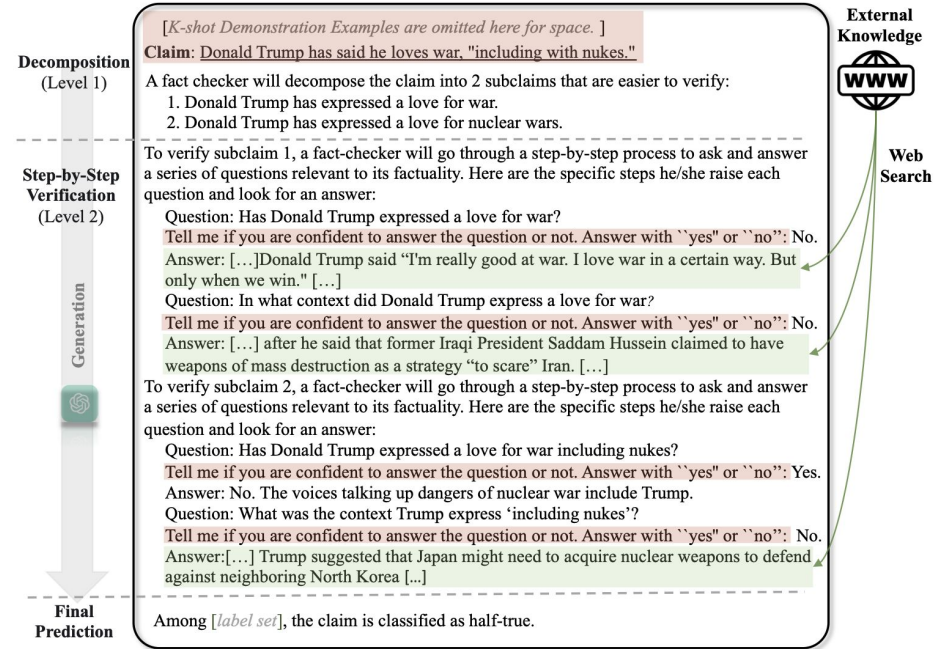 [K-shot Demonstration Examples are omitted here for space. ]
Claim: Donald Trump has said he loves war, "including with nukes."
Decomposition
(Level 1)
A fact checker will decompose the claim into 2 subclaims that are easier to verify:
1. Donald Trump has expressed a love for war.
2. Donald Trump has expressed a love for nuclear wars.
Step-by-Step
Verification
(Level 2)
To verify subclaim 1, a fact-checker will go through a step-by-step process to ask and answer
a series of questions relevant to its factuality. Here are the specific steps he/she raise each
question and look for an answer:
Question: Has Donald Trump expressed a love for war?
Tell me if you are confident to answer the question or not. Answer with ``yes" or ``no”: No.
Answer: […]Donald Trump said “I'm really good at war. I love war in a certain way. But
only when we win." […]
Question: In what context did Donald Trump express a love for war?
Tell me if you are confident to answer the question or not. Answer with ``yes" or ``no”: No.
Answer: […] after he said that former Iraqi President Saddam Hussein claimed to have
weapons of mass destruction as a strategy “to scare” Iran. […]
To verify subclaim 2, a fact-checker will go through a step-by-step process to ask and answer
a series of questions relevant to its factuality. Here are the specific steps he/she raise each
question and look for an answer:
Question: Has Donald Trump expressed a love for war including nukes?
Tell me if you are confident to answer the question or not. Answer with ``yes" or ``no”: Yes.
Answer: No. The voices talking up dangers of nuclear war include Trump.
Question: What was the context Trump express ‘including nukes’?
Tell me if you are confident to answer the question or not. Answer with ``yes" or ``no”: No.
Answer:[…] Trump suggested that Japan might need to acquire nuclear weapons to defend
against neighboring North Korea [...]
Generation
Final
Prediction
Among [label set], the claim is classified as half-true.
External
Knowledge
WWW
Web
Search